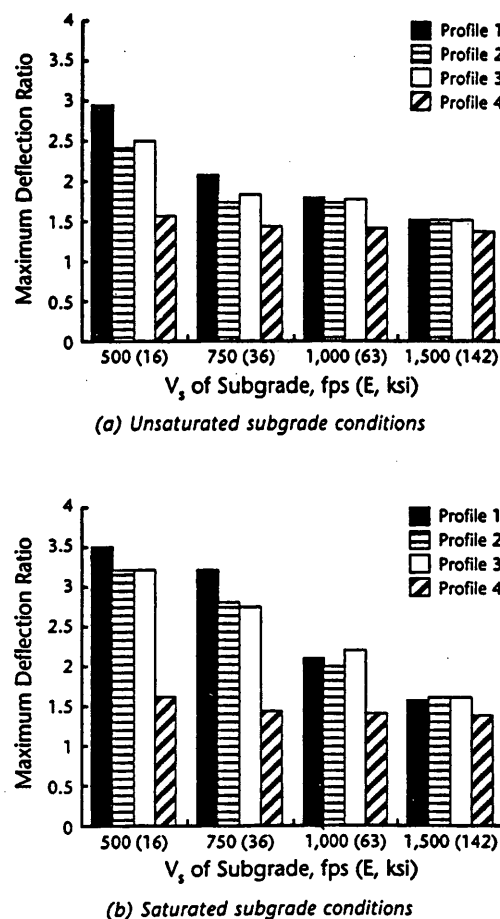 4
3.5
3
2.5
2
1.5
1
0.5
0
Maximum Deflection Ratio
Profile 1
Profile 2
Profile 3
Profile 4
500 (16) 750 (36) 1,000 (63) 1,500 (142)
Vs of Subgrade, fps (E, ksi)
(a) Unsaturated subgrade conditions
4
3.5
3
2.5
2
1.5
1
0.5
0
Maximum Deflection Ratio
Profile 1
Profile 2
Profile 3
Profile 4
500 (16) 750 (36) 1,000 (63) 1,500 (142)
Vs of Subgrade, fps (E, ksi)
(b) Saturated subgrade conditions